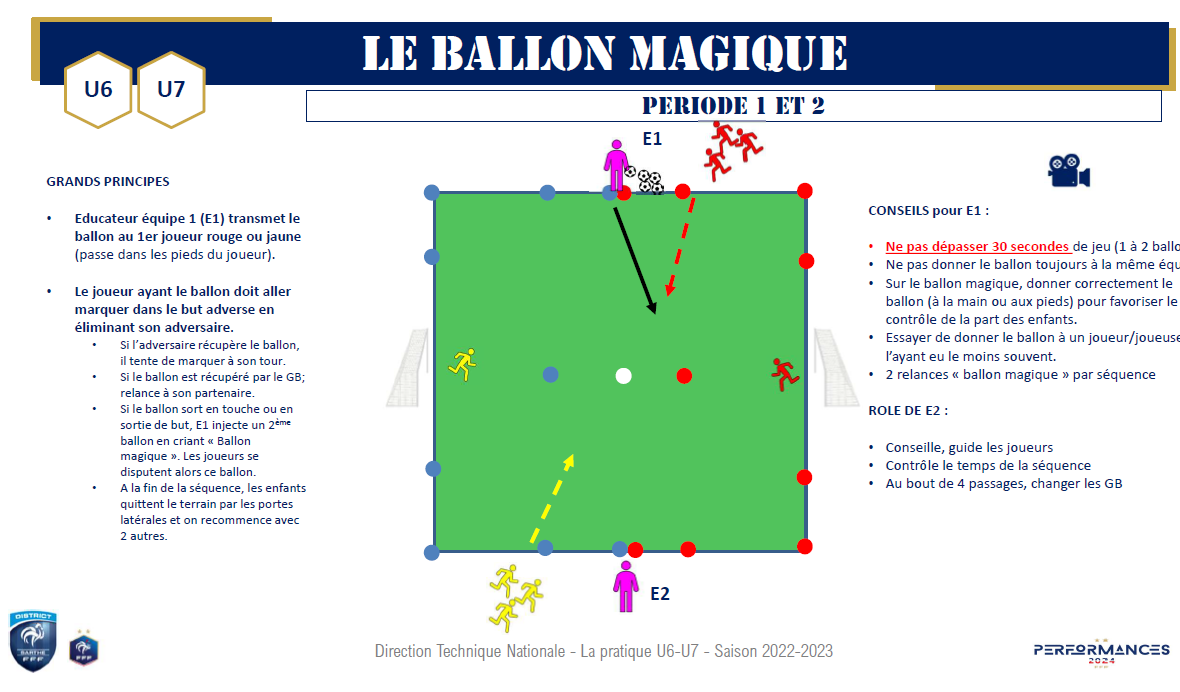 LE BALLON MAGIQUE
U6
U7
PERIODE 1 ET 2
E1
GRANDS PRINCIPES
• Educateur équipe 1 (E1) transmet le
ballon au 1er joueur rouge ou jaune
(passe dans les pieds du joueur).
• Le joueur ayant le ballon doit aller
marquer dans le but adverse en
éliminant son adversaire.
• Si l'adversaire récupère le ballon,
il tente de marquer à son tour.
• Si le ballon est récupéré par le GB;
relance à son partenaire.
• Si le ballon sort en touche ou en
sortie de but, E1 injecte un 2ème
ballon en criant « Ballon
magique ». Les joueurs se
disputent alors ce ballon.
• A la fin de la séquence, les enfants
quittent le terrain par les portes
latérales et on recommence avec
2 autres.
CONSEILS pour E1 :
• Ne pas dépasser 30 secondes de jeu (1 à 2 ballo
• Ne pas donner le ballon toujours à la même équ
• Sur le ballon magique, donner correctement le
ballon (à la main ou aux pieds) pour favoriser le
contrôle de la part des enfants.
• Essayer de donner le ballon à un joueur/joueuse
l'ayant eu le moins souvent.
• 2 relances « ballon magique » par séquence
ROLE DE E2 :
• Conseille, guide les joueurs
• Contrôle le temps de la séquence
• Au bout de 4 passages, changer les GB
E2
DISTRICT
SARTHE
FFF
FFF
Direction Technique Nationale - La pratique U6-U7 - Saison 2022-2023
PERFORMANCES
2024